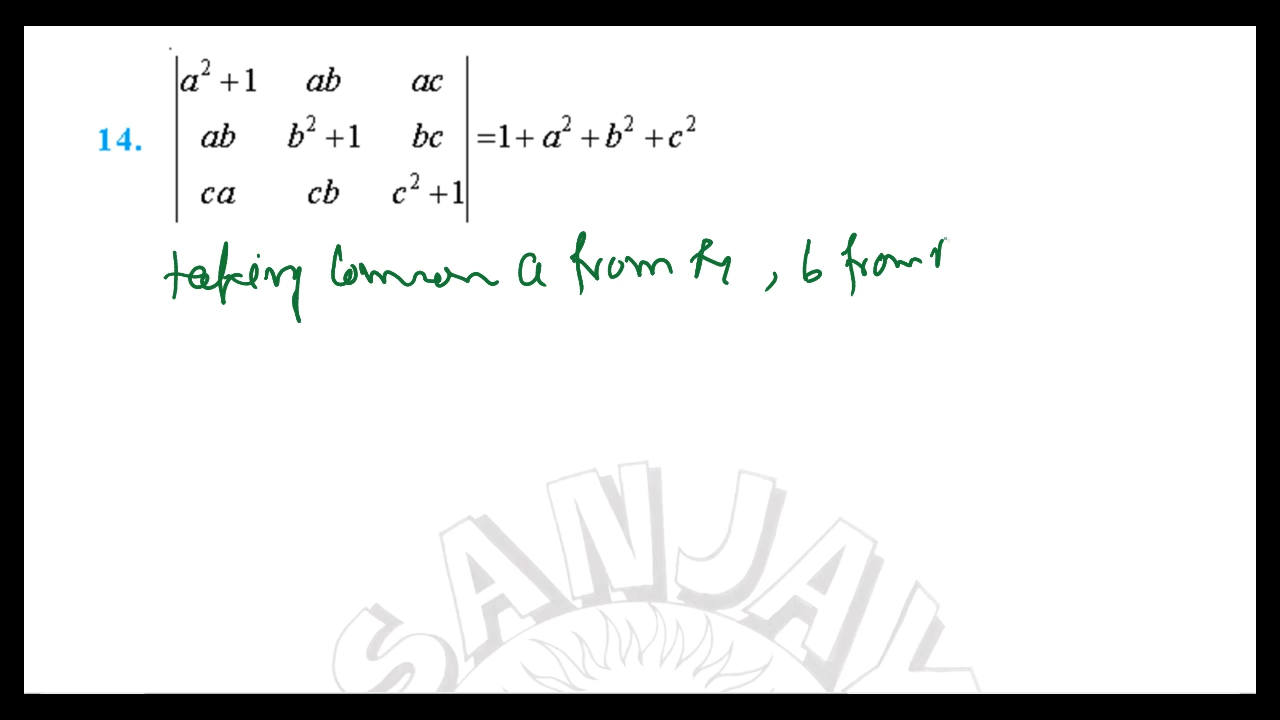 14. |a² + 1 ab ac|
|ab b² + 1 bc| = 1 + a² + b² + c²
|ca cb c² + 1|
taking common a from R₁ , b from
SANJAY